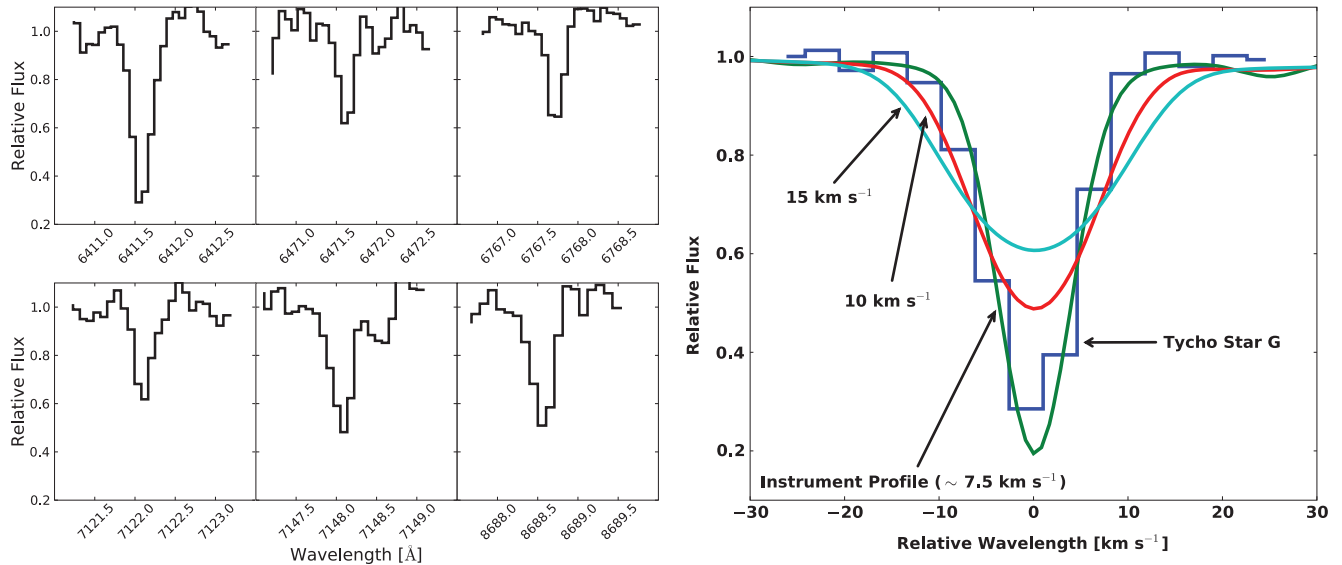 1.0
0.8
0.6
0.4
0.2
Relative Flux
6411.0 6411.5 6412.0 6412.5
6471.0 6471.5 6472.0 6472.5
6767.0 6767.5 6768.0 6768.5
1.0
0.8
0.6
0.4
0.2
Relative Flux
7121.5 7122.0 7122.5 7123.0
7147.5 7148.0 7148.5 7149.0
8688.0 8688.5 8689.0 8689.5
Wavelength [Å]
1.0
0.8
0.6
0.4
0.2
Relative Flux
15 km s⁻¹
10 km s⁻¹
Tycho Star G
Instrument Profile (∼ 7.5 km s⁻¹)
−30 −20 −10 0 10 20 30
Relative Wavelength [km s⁻¹]